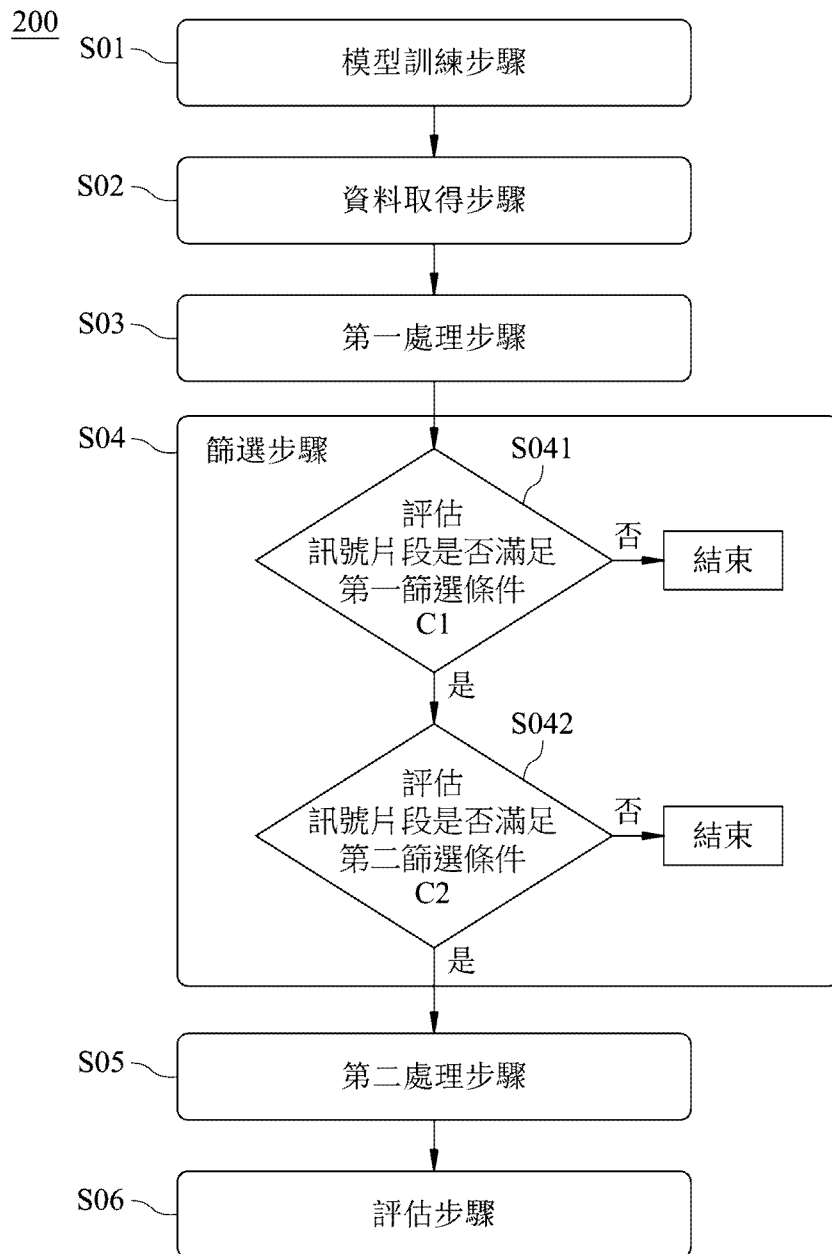 200
S01
模型訓練步驟
S02
資料取得步驟
S03
第一處理步驟
S04
篩選步驟
S041
評估
訊號片段是否滿足
第一篩選條件
C1
否
結束
是
S042
評估
訊號片段是否滿足
第二篩選條件
C2
否
結束
是
S05
第二處理步驟
S06
評估步驟